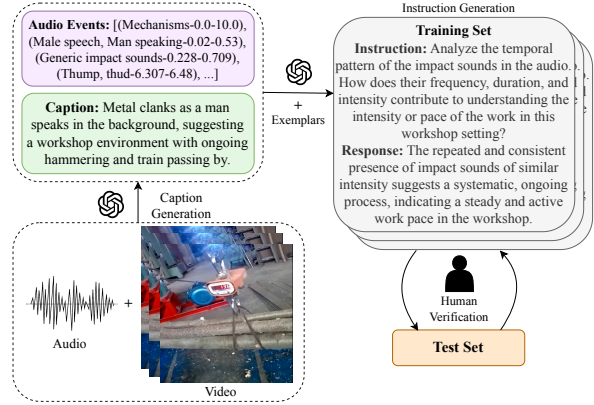 Instruction Generation
Audio Events: [(Mechanisms-0.0-10.0),
(Male speech, Man speaking-0.02-0.53),
(Generic impact sounds-0.228-0.709),
(Thump, thud-6.307-6.48), ...]
Caption: Metal clanks as a man
speaks in the background, suggesting
a workshop environment with ongoing
hammering and train passing by.
+
Exemplars
Training Set
Instruction: Analyze the temporal
pattern of the impact sounds in the audio.
How does their frequency, duration, and
intensity contribute to understanding the
intensity or pace of the work in this
workshop setting?
Response: The repeated and consistent
presence of impact sounds of similar
intensity suggests a systematic, ongoing
process, indicating a steady and active
work pace in the workshop.
Caption
Generation
+
Audio
Video
Human
Verification
Test Set